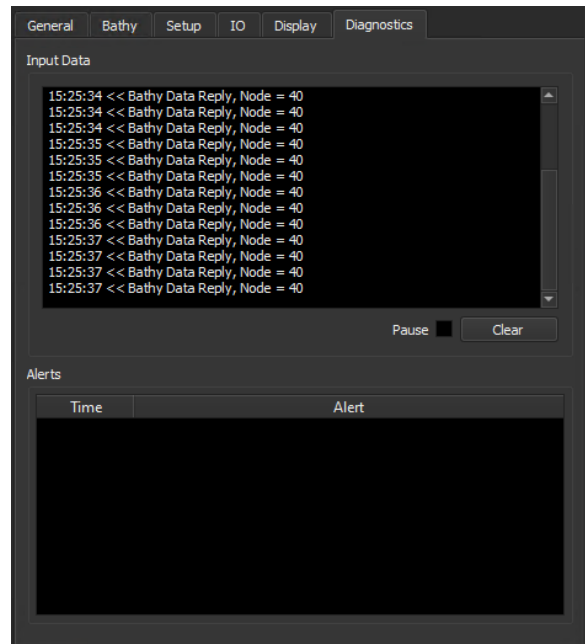 General Bathy Setup IO Display Diagnostics
Input Data
15:25:34 << Bathy Data Reply, Node = 40
15:25:34 << Bathy Data Reply, Node = 40
15:25:34 << Bathy Data Reply, Node = 40
15:25:35 << Bathy Data Reply, Node = 40
15:25:35 << Bathy Data Reply, Node = 40
15:25:35 << Bathy Data Reply, Node = 40
15:25:36 << Bathy Data Reply, Node = 40
15:25:36 << Bathy Data Reply, Node = 40
15:25:36 << Bathy Data Reply, Node = 40
15:25:37 << Bathy Data Reply, Node = 40
15:25:37 << Bathy Data Reply, Node = 40
15:25:37 << Bathy Data Reply, Node = 40
15:25:37 << Bathy Data Reply, Node = 40
Pause Clear
Alerts
Time Alert